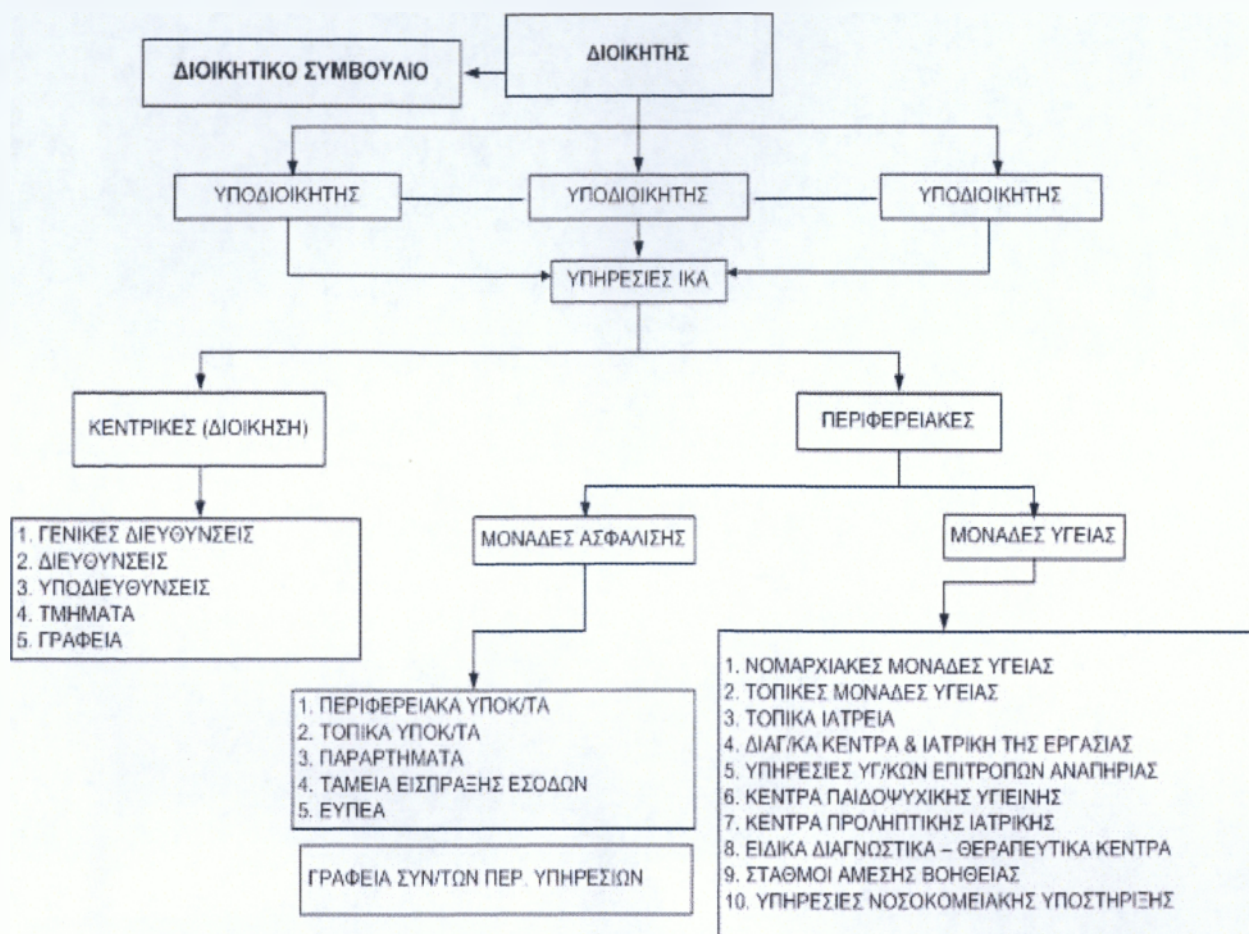 ΔΙΟΙΚΗΤΗΣ
ΔΙΟΙΚΗΤΙΚΟ ΣΥΜΒΟΥΛΙΟ
ΥΠΟΔΙΟΙΚΗΤΗΣ
ΥΠΟΔΙΟΙΚΗΤΗΣ
ΥΠΟΔΙΟΙΚΗΤΗΣ
ΥΠΗΡΕΣΙΕΣ ΙΚΑ
ΚΕΝΤΡΙΚΕΣ (ΔΙΟΙΚΗΣΗ)
ΠΕΡΙΦΕΡΕΙΑΚΕΣ
1. ΓΕΝΙΚΕΣ ΔΙΕΥΘΥΝΣΕΙΣ
2. ΔΙΕΥΘΥΝΣΕΙΣ
3. ΥΠΟΔΙΕΥΘΥΝΣΕΙΣ
4. ΤΜΗΜΑΤΑ
5. ΓΡΑΦΕΙΑ
ΜΟΝΑΔΕΣ ΑΣΦΑΛΙΣΗΣ
ΜΟΝΑΔΕΣ ΥΓΕΙΑΣ
1. ΠΕΡΙΦΕΡΕΙΑΚΑ ΥΠΟΚ/ΤΑ
2. ΤΟΠΙΚΑ ΥΠΟΚ/ΤΑ
3. ΠΑΡΑΡΤΗΜΑΤΑ
4. ΤΑΜΕΙΑ ΕΙΣΠΡΑΞΗΣ ΕΣΟΔΩΝ
5. ΕΥΠΕΑ
ΓΡΑΦΕΙΑ ΣΥΝ/ΤΩΝ ΠΕΡ. ΥΠΗΡΕΣΙΩΝ
1. ΝΟΜΑΡΧΙΑΚΕΣ ΜΟΝΑΔΕΣ ΥΓΕΙΑΣ
2. ΤΟΠΙΚΕΣ ΜΟΝΑΔΕΣ ΥΓΕΙΑΣ
3. ΤΟΠΙΚΑ ΙΑΤΡΕΙΑ
4. ΔΙΑΓ/ΚΑ ΚΕΝΤΡΑ & ΙΑΤΡΙΚΗ ΤΗΣ ΕΡΓΑΣΙΑΣ
5. ΥΠΗΡΕΣΙΕΣ ΥΓ/ΚΩΝ ΕΠΙΤΡΟΠΩΝ ΑΝΑΠΗΡΙΑΣ
6. ΚΕΝΤΡΑ ΠΑΙΔΟΨΥΧΙΚΗΣ ΥΓΙΕΙΝΗΣ
7. ΚΕΝΤΡΑ ΠΡΟΛΗΠΤΙΚΗΣ ΙΑΤΡΙΚΗΣ
8. ΕΙΔΙΚΑ ΔΙΑΓΝΩΣΤΙΚΑ – ΘΕΡΑΠΕΥΤΙΚΑ ΚΕΝΤΡΑ
9. ΣΤΑΘΜΟΙ ΑΜΕΣΗΣ ΒΟΗΘΕΙΑΣ
10. ΥΠΗΡΕΣΙΕΣ ΝΟΣΟΚΟΜΕΙΑΚΗΣ ΥΠΟΣΤΗΡΙΞΗΣ